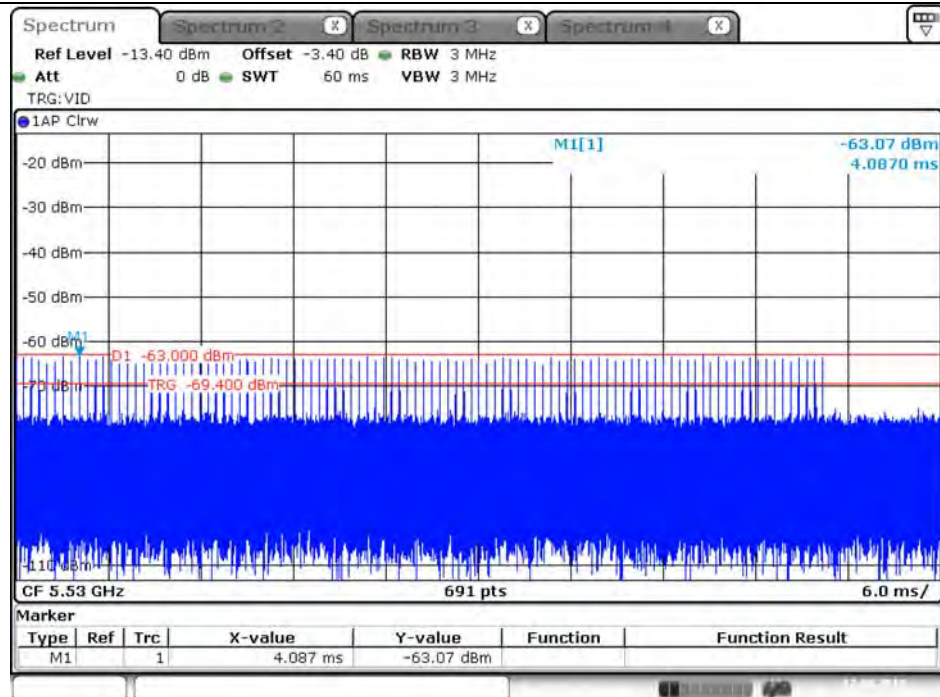 Spectrum Spectrum 2 X Spectrum 3 X Spectrum 4 X
Ref Level -13.40 dBm Offset -3.40 dB RBW 3 MHz
Att 0 dB SWT 60 ms VBW 3 MHz
TRG:VID
1AP Clrw
M1[1] -63.07 dBm
4.0870 ms
-20 dBm
-30 dBm
-40 dBm
-50 dBm
-60 dBm
M1
D1 -63.000 dBm
-70 dBm
TRG -69.400 dBm
-110 dBm
CF 5.53 GHz 691 pts 6.0 ms/
Marker
Type Ref Trc X-value Y-value Function Function Result
M1 1 4.087 ms -63.07 dBm